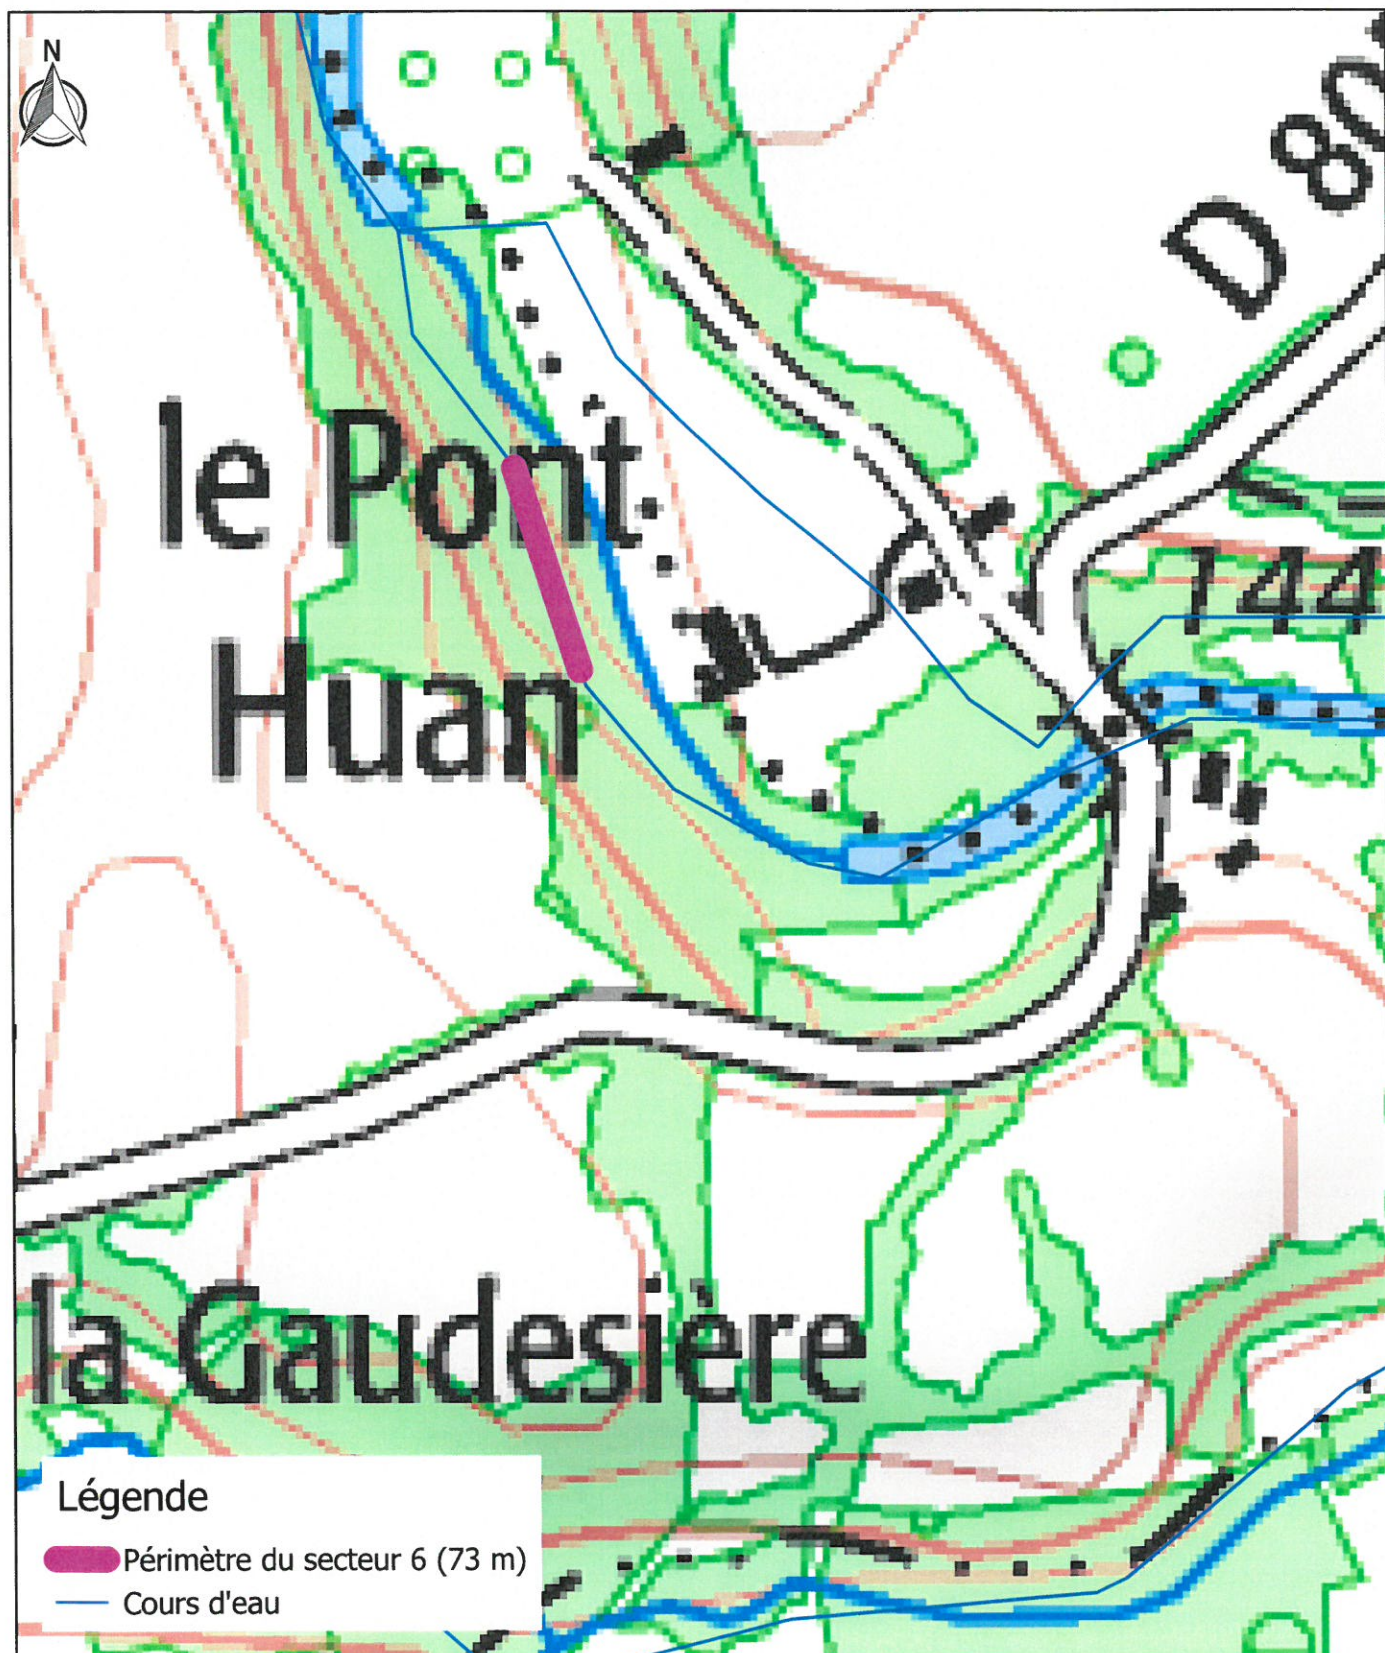 N
D 80
le Pont
Huan
144
la Gaudesière
Légende
Périmètre du secteur 6 (73 m)
Cours d'eau